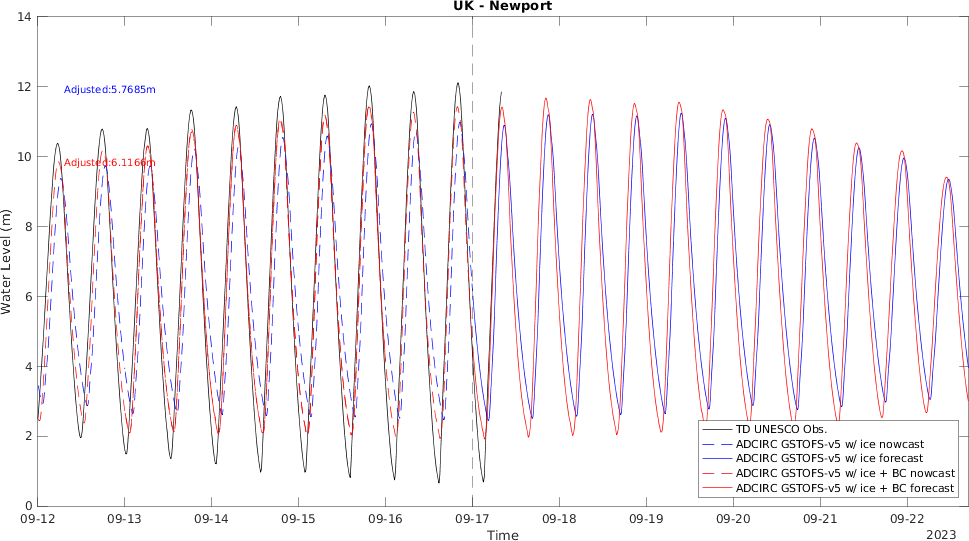 UK - Newport
14
12
10
8
6
4
2
0
Water Level (m)
Adjusted:5.7685m
Adjusted:6.1166m
TD UNESCO Obs.
ADCIRC GSTOFS-v5 w/ ice nowcast
ADCIRC GSTOFS-v5 w/ ice forecast
ADCIRC GSTOFS-v5 w/ ice + BC nowcast
ADCIRC GSTOFS-v5 w/ ice + BC forecast
09-12 09-13 09-14 09-15 09-16 09-17 09-18 09-19 09-20 09-21 09-22
Time
2023